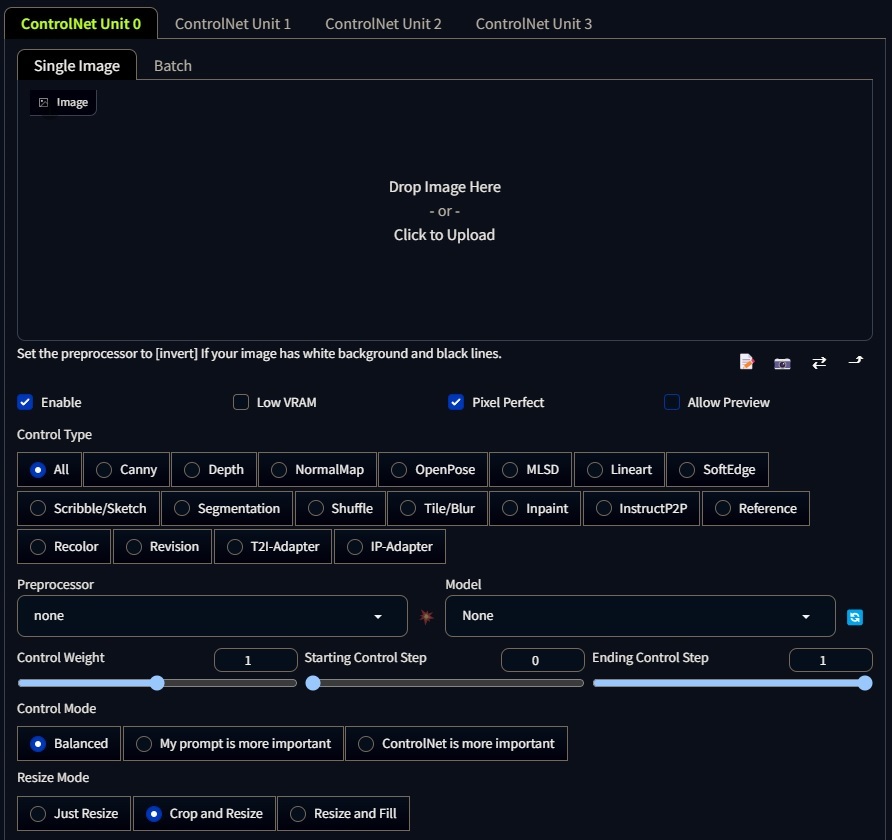 ControlNet Unit 0 ControlNet Unit 1 ControlNet Unit 2 ControlNet Unit 3
Single Image Batch
Image
Drop Image Here
- or -
Click to Upload
Set the preprocessor to [invert] If your image has white background and black lines.
Enable Low VRAM Pixel Perfect Allow Preview
Control Type
All Canny Depth NormalMap OpenPose MLSD Lineart SoftEdge
Scribble/Sketch Segmentation Shuffle Tile/Blur Inpaint InstructP2P Reference
Recolor Revision T2I-Adapter IP-Adapter
Preprocessor Model
none None
Control Weight 1 Starting Control Step 0 Ending Control Step 1
Control Mode
Balanced My prompt is more important ControlNet is more important
Resize Mode
Just Resize Crop and Resize Resize and Fill